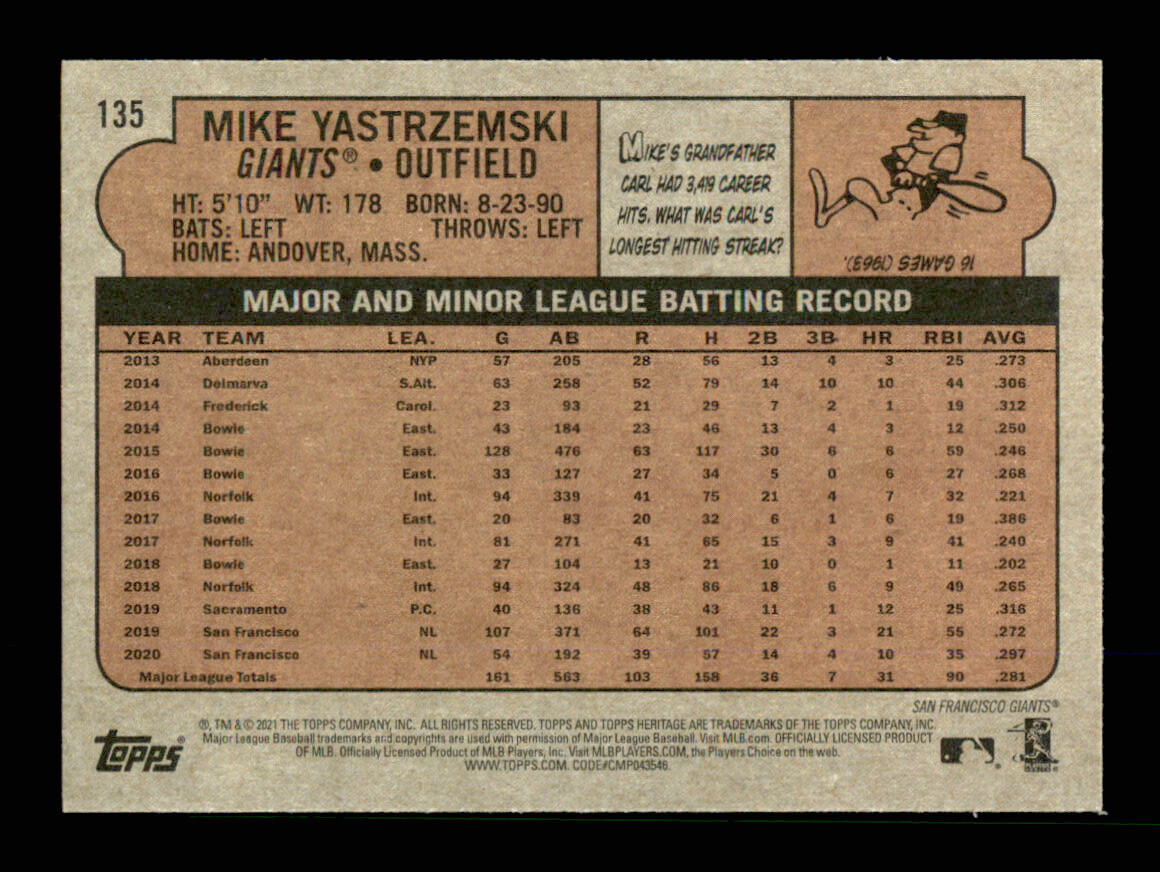 135
MIKE YASTRZEMSKI
GIANTS® • OUTFIELD
HT: 5'10" WT: 178 BORN: 8-23-90
BATS: LEFT THROWS: LEFT
HOME: ANDOVER, MASS.
MIKE'S GRANDFATHER
CARL HAD 3,419 CAREER
HITS. WHAT WAS CARL'S
LONGEST HITTING STREAK?
16 GAMES (1963).
MAJOR AND MINOR LEAGUE BATTING RECORD
YEAR TEAM LEA. G AB R H 2B 3B HR RBI AVG
2013 Aberdeen NYP 57 205 28 56 13 4 3 25 .273
2014 Delmarva S.Alt. 63 258 52 79 14 10 10 44 .306
2014 Frederick Carol. 23 93 21 29 7 2 1 19 .312
2014 Bowie East. 43 184 23 46 13 4 3 12 .250
2015 Bowie East. 128 476 63 117 30 6 6 59 .246
2016 Bowie East. 33 127 27 34 5 0 6 27 .268
2016 Norfolk Int. 94 339 41 75 21 4 7 32 .221
2017 Bowie East. 20 83 20 32 6 1 6 19 .386
2017 Norfolk Int. 81 271 41 65 15 3 9 41 .240
2018 Bowie East. 27 104 13 21 10 0 1 11 .202
2018 Norfolk Int. 94 324 48 86 18 6 9 49 .265
2019 Sacramento P.C. 40 136 38 43 11 1 12 25 .316
2019 San Francisco NL 107 371 64 101 22 3 21 55 .272
2020 San Francisco NL 54 192 39 57 14 4 10 35 .297
Major League Totals 161 563 103 158 36 7 31 90 .281
SAN FRANCISCO GIANTS®
®, TM & © 2021 THE TOPPS COMPANY, INC. ALL RIGHTS RESERVED. TOPPS AND TOPPS HERITAGE ARE TRADEMARKS OF THE TOPPS COMPANY, INC.
Major League Baseball trademarks and copyrights are used with permission of Major League Baseball. Visit MLB.com. OFFICIALLY LICENSED PRODUCT
OF MLB. Officially Licensed Product of MLB Players, Inc. Visit MLBPLAYERS.COM, the Players Choice on the web.
WWW.TOPPS.COM. CODE#CMP043546.
topps®